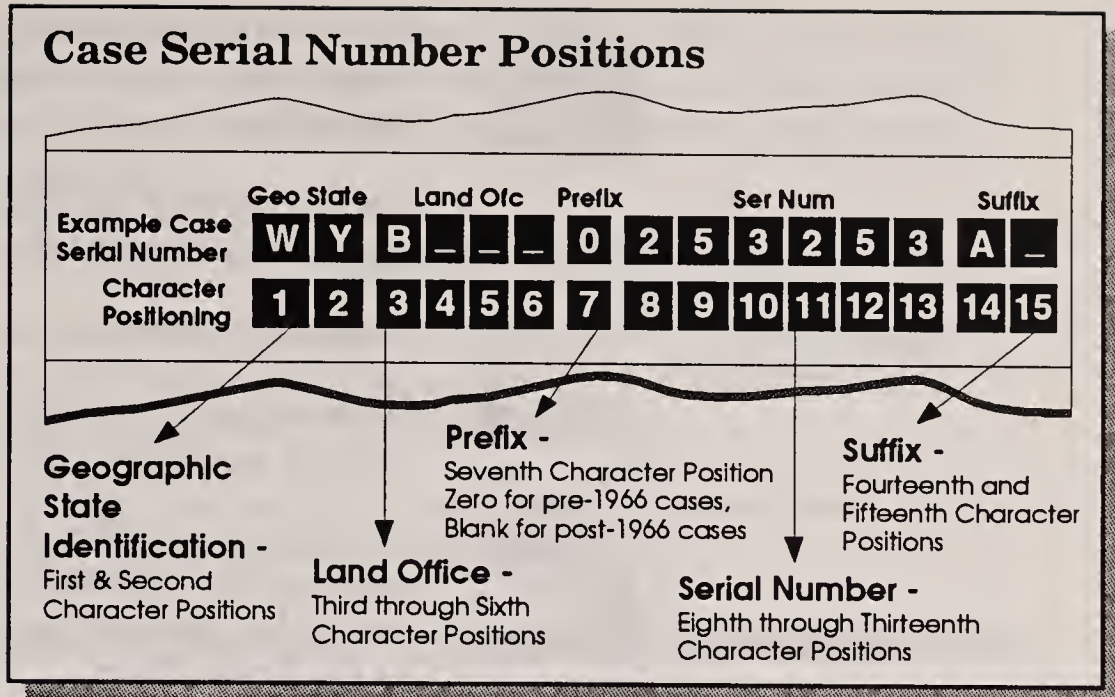 Case Serial Number Positions
Geo State Land Ofc Prefix Ser Num Suffix
Example Case
Serial Number
W Y B _ _ _ 0 2 5 3 2 5 3 A _
Character
Positioning
1 2 3 4 5 6 7 8 9 10 11 12 13 14 15
Geographic
State
Identification -
First & Second
Character Positions
Land Office -
Third through Sixth
Character Positions
Prefix -
Seventh Character Position
Zero for pre-1966 cases,
Blank for post-1966 cases
Serial Number -
Eighth through Thirteenth
Character Positions
Suffix -
Fourteenth and
Fifteenth Character
Positions